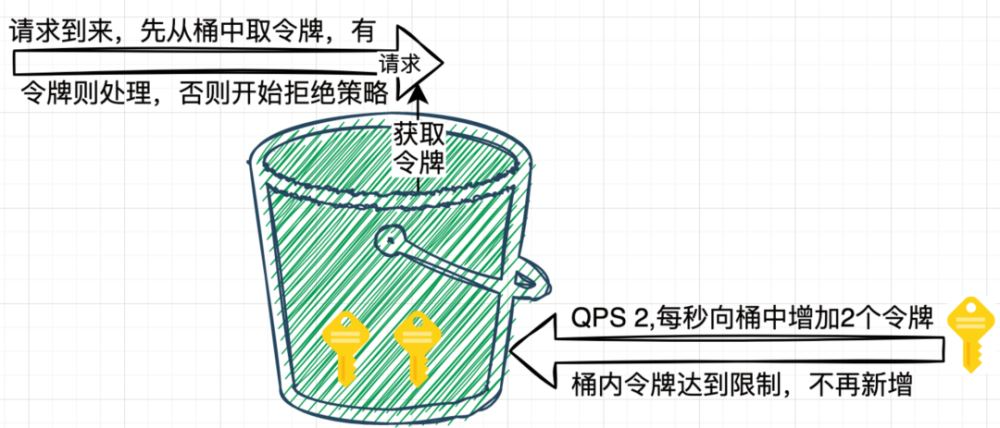 请求到来，先从桶中取令牌，有
请求
令牌则处理，否则开始拒绝策略
获取
令牌
QPS 2,每秒向桶中增加2个令牌
桶内令牌达到限制，不再新增